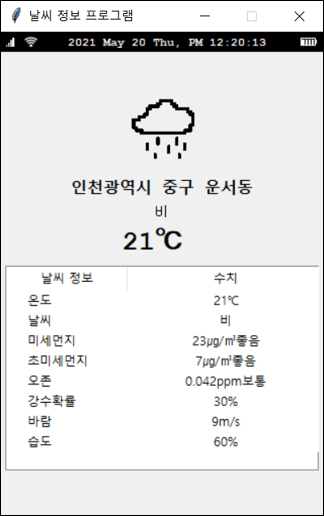 날씨 정보 프로그램
2021 May 20 Thu, PM 12:20:13
인천광역시 중구 운서동
비
21℃
날씨 정보 수치
온도 21℃
날씨 비
미세먼지 23㎍/㎥좋음
초미세먼지 7㎍/㎥좋음
오존 0.042ppm보통
강수확률 30%
바람 9m/s
습도 60%